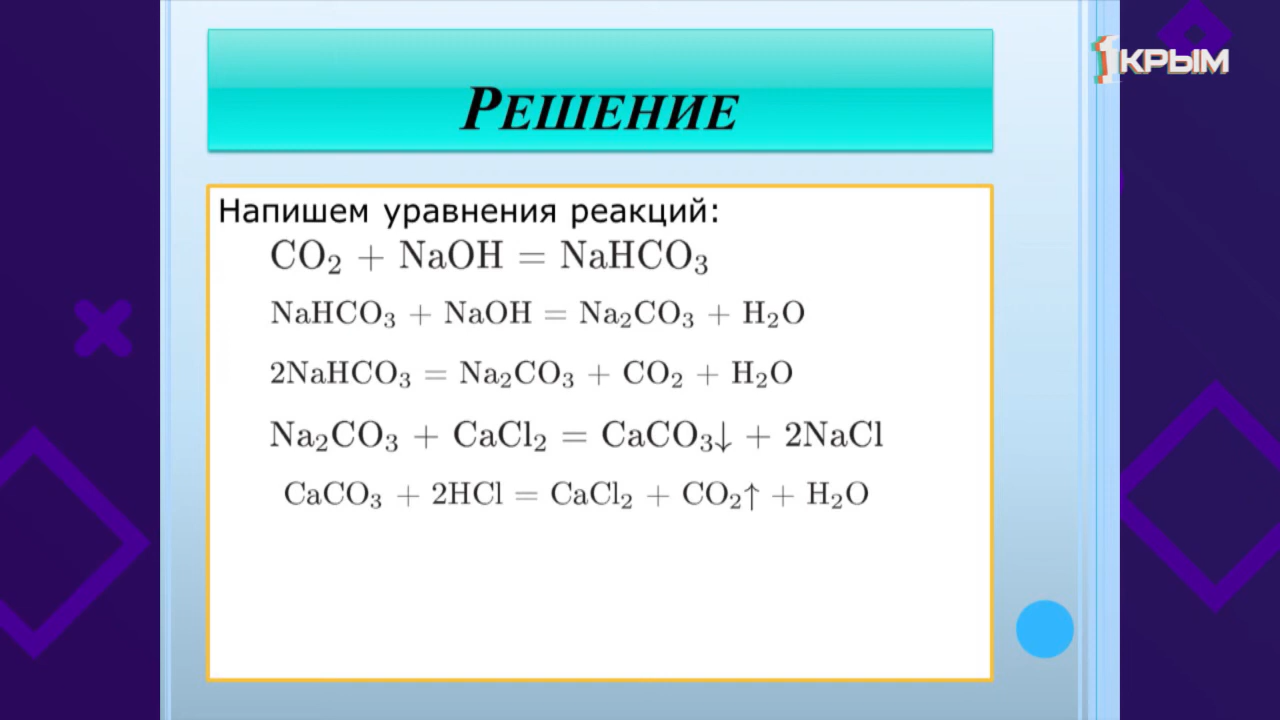 1КРЫМ
РЕШЕНИЕ
Напишем уравнения реакций:
CO₂ + NaOH = NaHCO₃
NaHCO₃ + NaOH = Na₂CO₃ + H₂O
2NaHCO₃ = Na₂CO₃ + CO₂ + H₂O
Na₂CO₃ + CaCl₂ = CaCO₃↓ + 2NaCl
CaCO₃ + 2HCl = CaCl₂ + CO₂↑ + H₂O